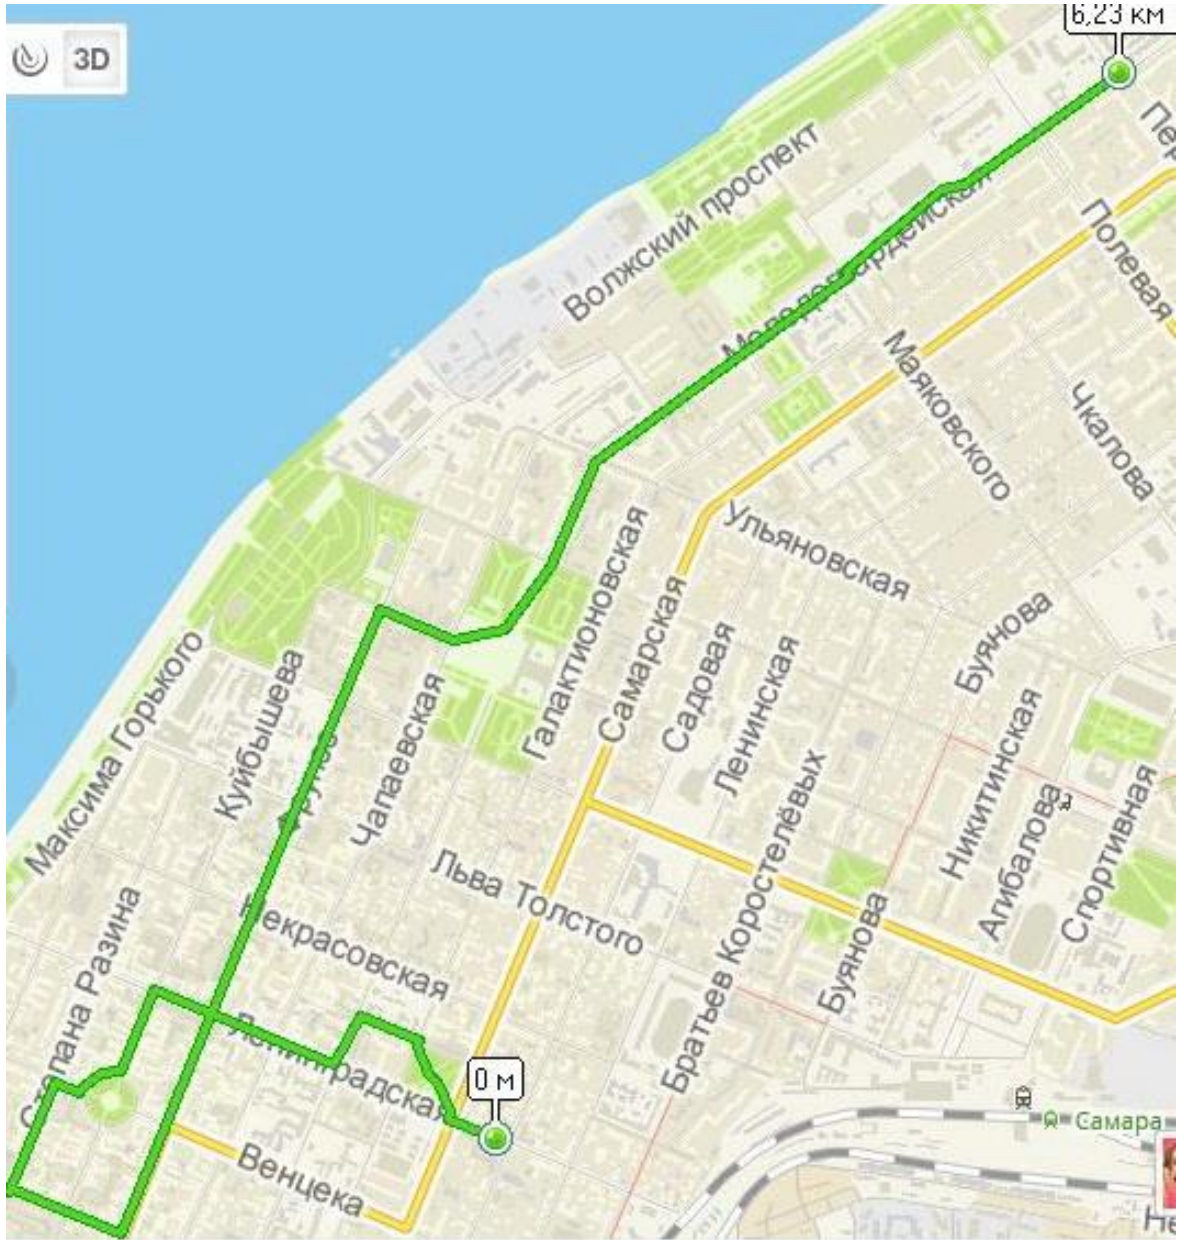 6,23 км
3D
Волжский проспект
Полевая
Молодогвардейская
Маяковского
Чкалова
Ульяновская
Галактионовская
Самарская
Садовая
Ленинская
Буянова
Максима Горького
Куйбышева
Фрунзе
Чапаевская
Братьев Коростелёвых
Никитинская
Агибалова
Спортивная
Льва Толстого
Некрасовская
Степана Разина
Буянова
Ленинградская
0 м
Самара
Венцека